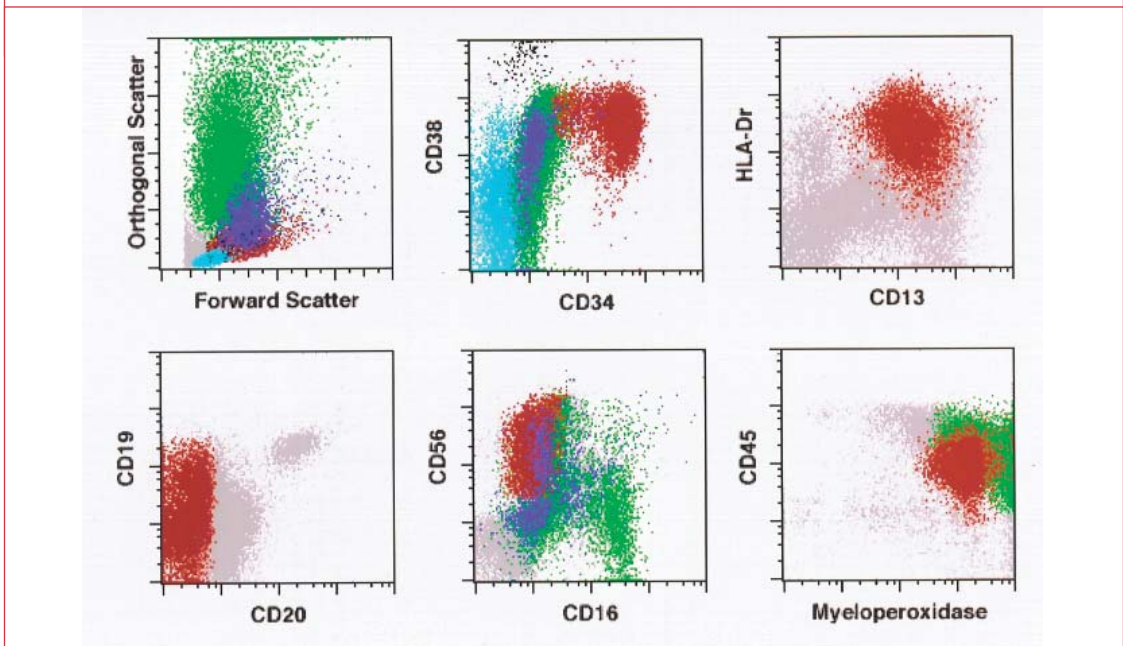 Orthogonal Scatter
Forward Scatter
CD38
CD34
HLA-Dr
CD13
CD19
CD20
CD56
CD16
CD45
Myeloperoxidase